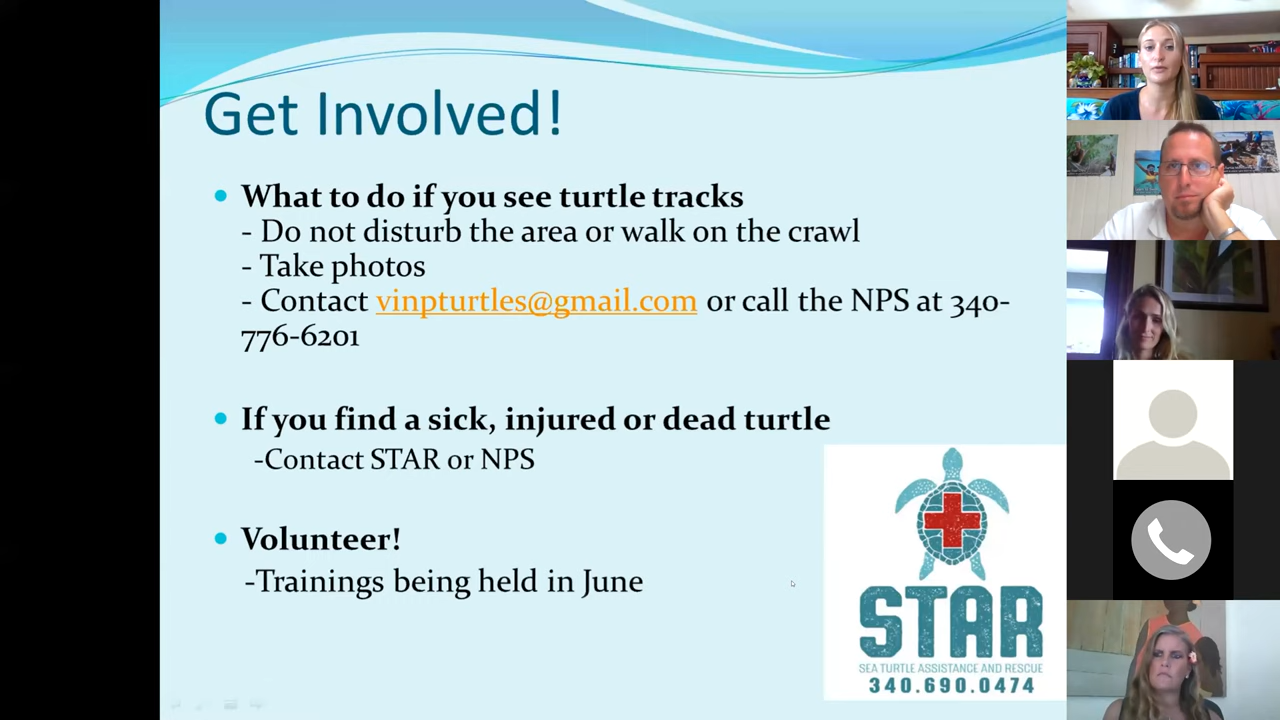 Get Involved!
• What to do if you see turtle tracks
- Do not disturb the area or walk on the crawl
- Take photos
- Contact vinpturtles@gmail.com or call the NPS at 340-
776-6201
• If you find a sick, injured or dead turtle
-Contact STAR or NPS
• Volunteer!
-Trainings being held in June
STAR
SEA TURTLE ASSISTANCE AND RESCUE
340.690.0474